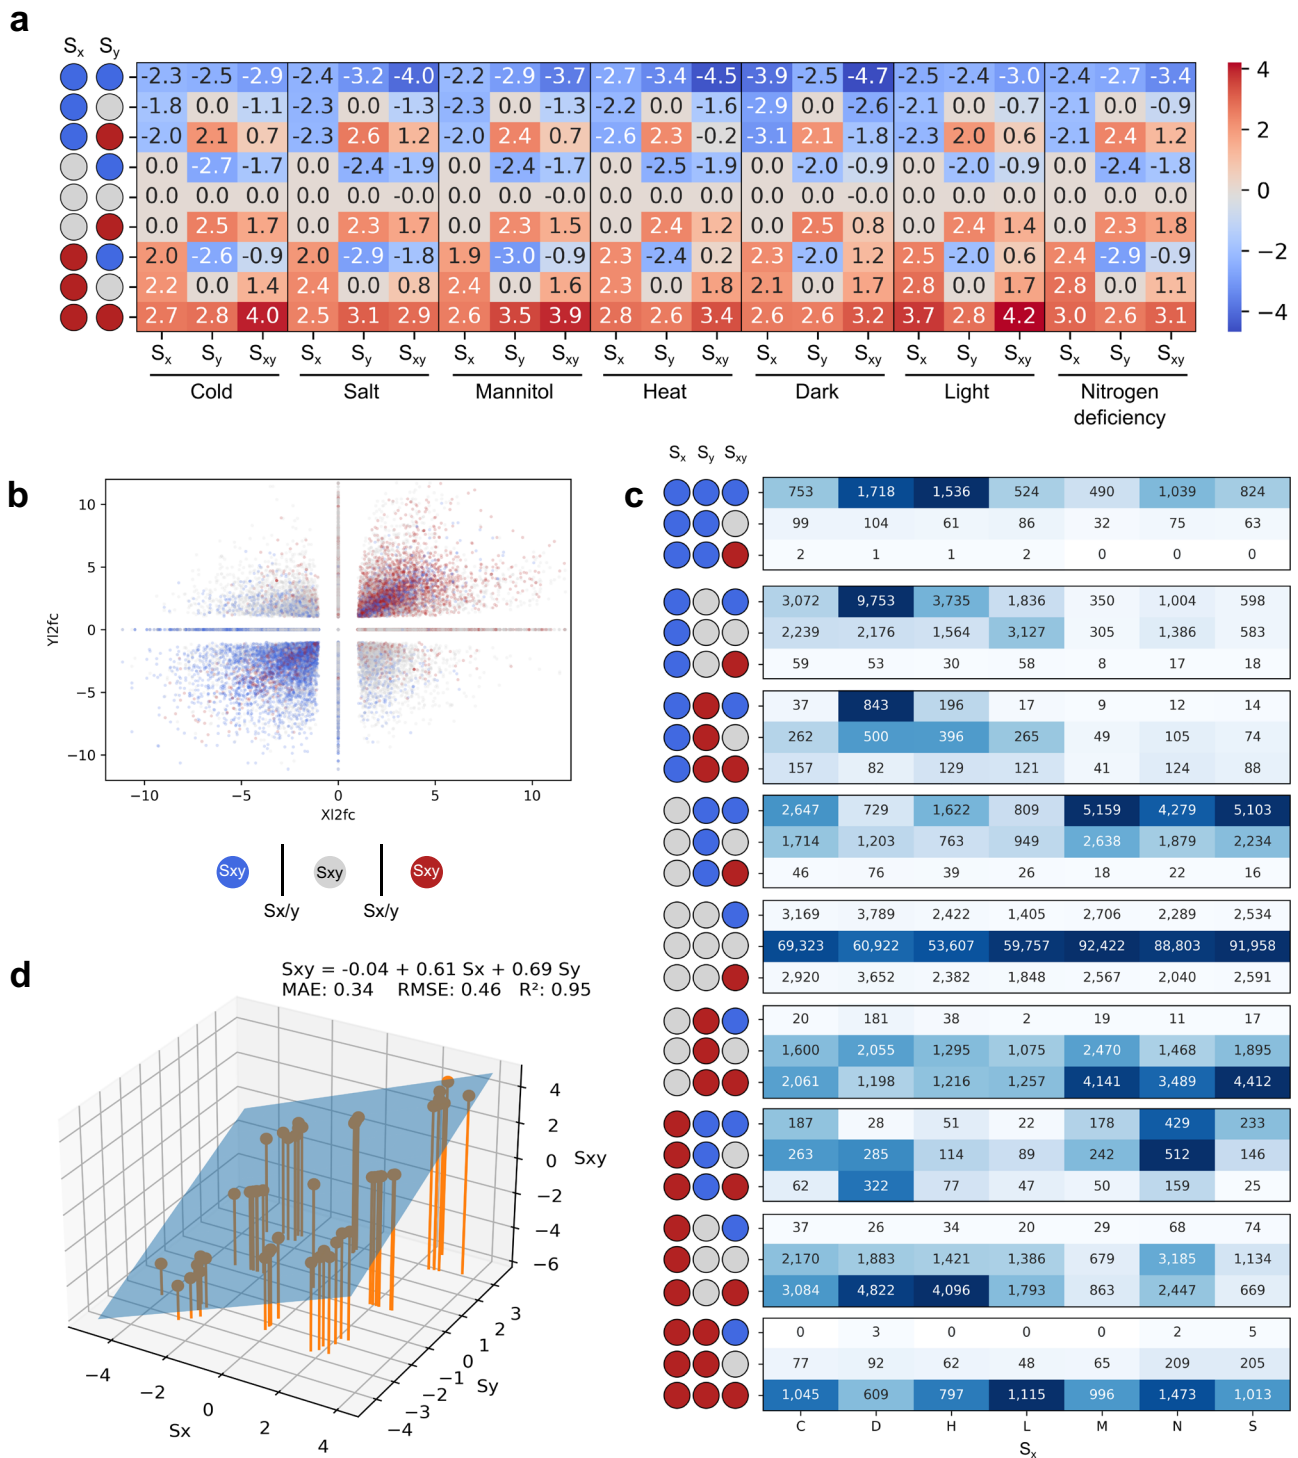 a
Sx Sy
-2.3 -2.5 -2.9 -2.4 -3.2 -4.0 -2.2 -2.9 -3.7 -2.7 -3.4 -4.5 -3.9 -2.5 -4.7 -2.5 -2.4 -3.0 -2.4 -2.7 -3.4
-1.8 0.0 -1.1 -2.3 0.0 -1.3 -2.3 0.0 -1.3 -2.2 0.0 -1.6 -2.9 0.0 -2.6 -2.1 0.0 -0.7 -2.1 0.0 -0.9
-2.0 2.1 0.7 -2.3 2.6 1.2 -2.0 2.4 0.7 -2.6 2.3 -0.2 -3.1 2.1 -1.8 -2.3 2.0 0.6 -2.1 2.4 1.2
0.0 -2.7 -1.7 0.0 -2.4 -1.9 0.0 -2.4 -1.7 0.0 -2.5 -1.9 0.0 -2.0 -0.9 0.0 -2.0 -0.9 0.0 -2.4 -1.8
0.0 0.0 0.0 0.0 0.0 -0.0 0.0 0.0 -0.0 0.0 0.0 0.0 0.0 0.0 -0.0 0.0 0.0 0.0 0.0 0.0 0.0
0.0 2.5 1.7 0.0 2.3 1.7 0.0 2.3 1.5 0.0 2.4 1.2 0.0 2.5 0.8 0.0 2.4 1.4 0.0 2.3 1.8
2.0 -2.6 -0.9 2.0 -2.9 -1.8 1.9 -3.0 -0.9 2.3 -2.4 0.2 2.3 -2.0 1.2 2.5 -2.0 0.6 2.4 -2.9 -0.9
2.2 0.0 1.4 2.4 0.0 0.8 2.4 0.0 1.6 2.3 0.0 1.8 2.1 0.0 1.7 2.8 0.0 1.7 2.8 0.0 1.1
2.7 2.8 4.0 2.5 3.1 2.9 2.6 3.5 3.9 2.8 2.6 3.4 2.6 2.6 3.2 3.7 2.8 4.2 3.0 2.6 3.1
4
2
0
−2
−4
Sx Sy Sxy Sx Sy Sxy Sx Sy Sxy Sx Sy Sxy Sx Sy Sxy Sx Sy Sxy Sx Sy Sxy
Cold Salt Mannitol Heat Dark Light Nitrogen
deficiency
b
10
5
0
−5
−10
Yl2fc
−10 −5 0 5 10
Xl2fc
Sxy Sxy Sxy
Sx/y Sx/y
c
Sx Sy Sxy
753 1,718 1,536 524 490 1,039 824
99 104 61 86 32 75 63
2 1 1 2 0 0 0
3,072 9,753 3,735 1,836 350 1,004 598
2,239 2,176 1,564 3,127 305 1,386 583
59 53 30 58 8 17 18
37 843 196 17 9 12 14
262 500 396 265 49 105 74
157 82 129 121 41 124 88
2,647 729 1,622 809 5,159 4,279 5,103
1,714 1,203 763 949 2,638 1,879 2,234
46 76 39 26 18 22 16
3,169 3,789 2,422 1,405 2,706 2,289 2,534
69,323 60,922 53,607 59,757 92,422 88,803 91,958
2,920 3,652 2,382 1,848 2,567 2,040 2,591
20 181 38 2 19 11 17
1,600 2,055 1,295 1,075 2,470 1,468 1,895
2,061 1,198 1,216 1,257 4,141 3,489 4,412
187 28 51 22 178 429 233
263 285 114 89 242 512 146
62 322 77 47 50 159 25
37 26 34 20 29 68 74
2,170 1,883 1,421 1,386 679 3,185 1,134
3,084 4,822 4,096 1,793 863 2,447 669
0 3 0 0 0 2 5
77 92 62 48 65 209 205
1,045 609 797 1,115 996 1,473 1,013
C D H L M N S
Sx
d
Sxy = -0.04 + 0.61 Sx + 0.69 Sy
MAE: 0.34 RMSE: 0.46 R²: 0.95
4
2
0
−2
−4
−6
Sxy
3
2
1
0
−1
−2
−3
−4
Sy
−4
−2
0
2
4
Sx